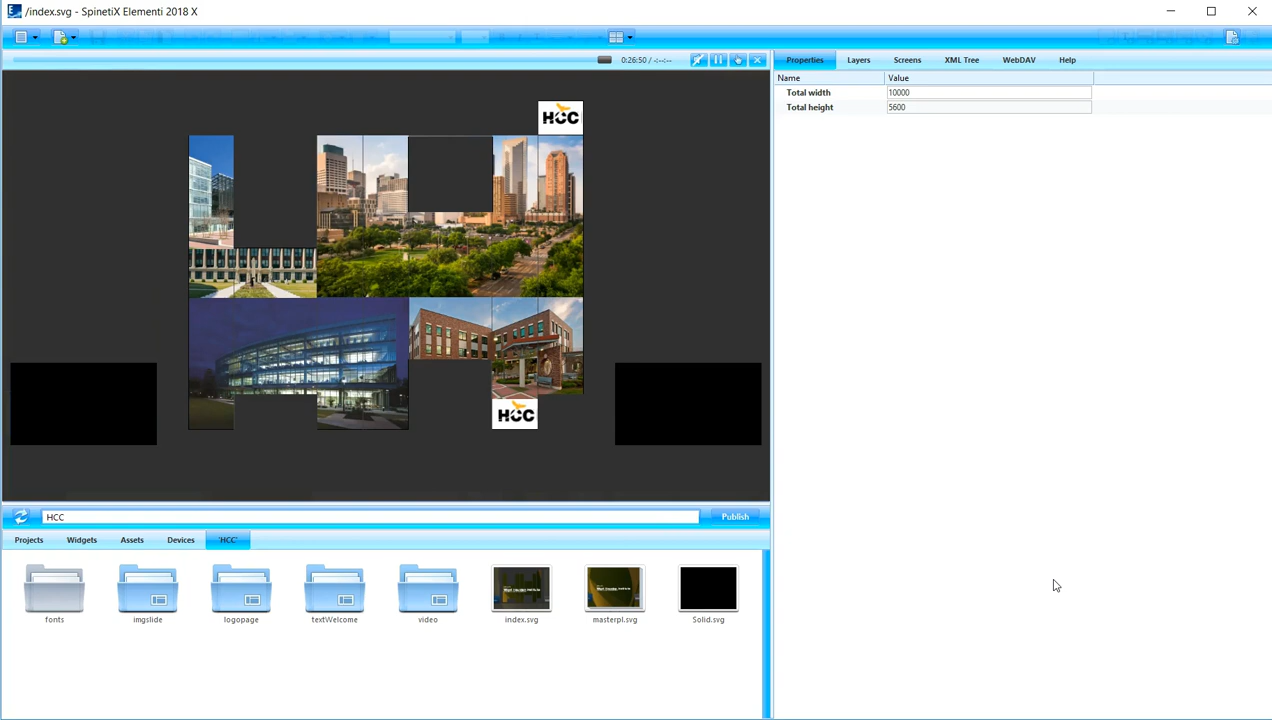 /index.svg - SpinetiX Elementi 2018 X
0:26:50 / -:--:--
Properties
Layers
Screens
XML Tree
WebDAV
Help
Name
Value
Total width
10000
Total height
5600
HCC
HCC
HCC
Publish
Projects
Widgets
Assets
Devices
'HCC'
fonts
imgslide
logopage
textWelcome
video
index.svg
masterpl.svg
Solid.svg